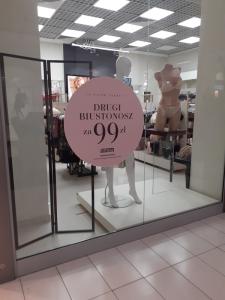 DRUGI
BIUSTONOSZ
za 99 zł